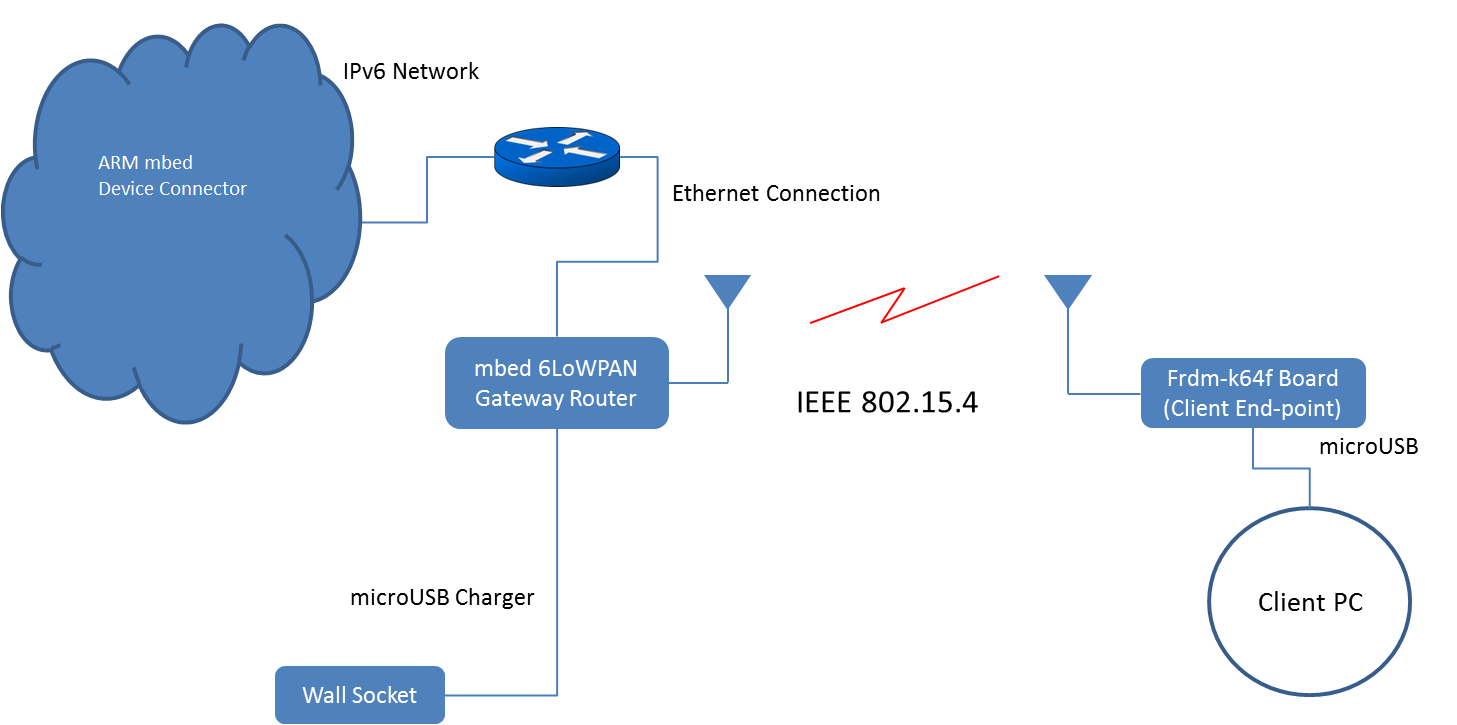 IPv6 Network
ARM mbed
Device Connector
Ethernet Connection
mbed 6LoWPAN
Gateway Router
IEEE 802.15.4
Frdm-k64f Board
(Client End-point)
microUSB
microUSB Charger
Client PC
Wall Socket